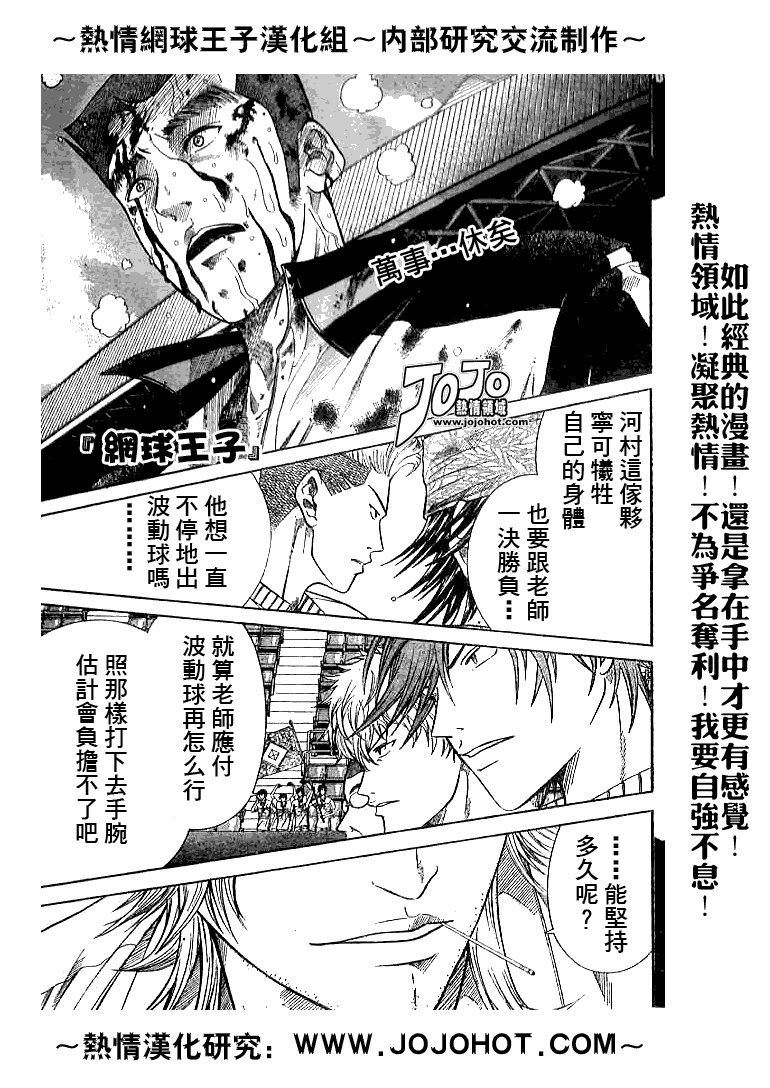 ～熱情網球王子漢化組～内部研究交流制作～
萬事…休矣
JOJO
熱情領域
www.jojohot.com
『網球王子』
河村這傢夥
寧可犧牲
自己的身體
也要跟老師
一決勝負…
他想一直
不停地出
波動球嗎
………
就算老師應付
波動球再怎么行
照那樣打下去手腕
估計會負擔不了吧
……能堅持
多久呢？
如此經典的漫畫！還是拿在手中才更有感覺！
熱情領域！凝聚熱情！不為爭名奪利！我要自強不息！
～熱情漢化研究：WWW.JOJOHOT.COM～